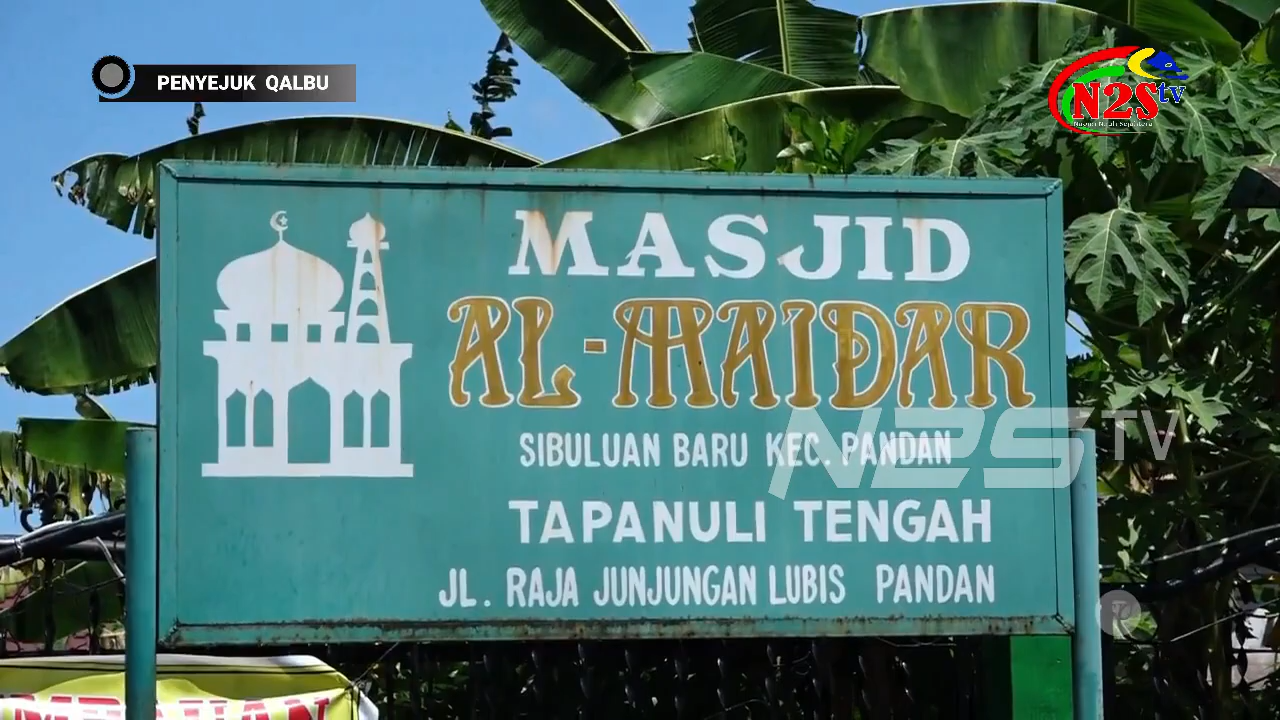 PENYEJUK QALBU
N2S tv
MASJID
AL-MAIDAR
SIBULUAN BARU KEC. PANDAN
TAPANULI TENGAH
JL. RAJA JUNJUNGAN LUBIS PANDAN
N2S TV